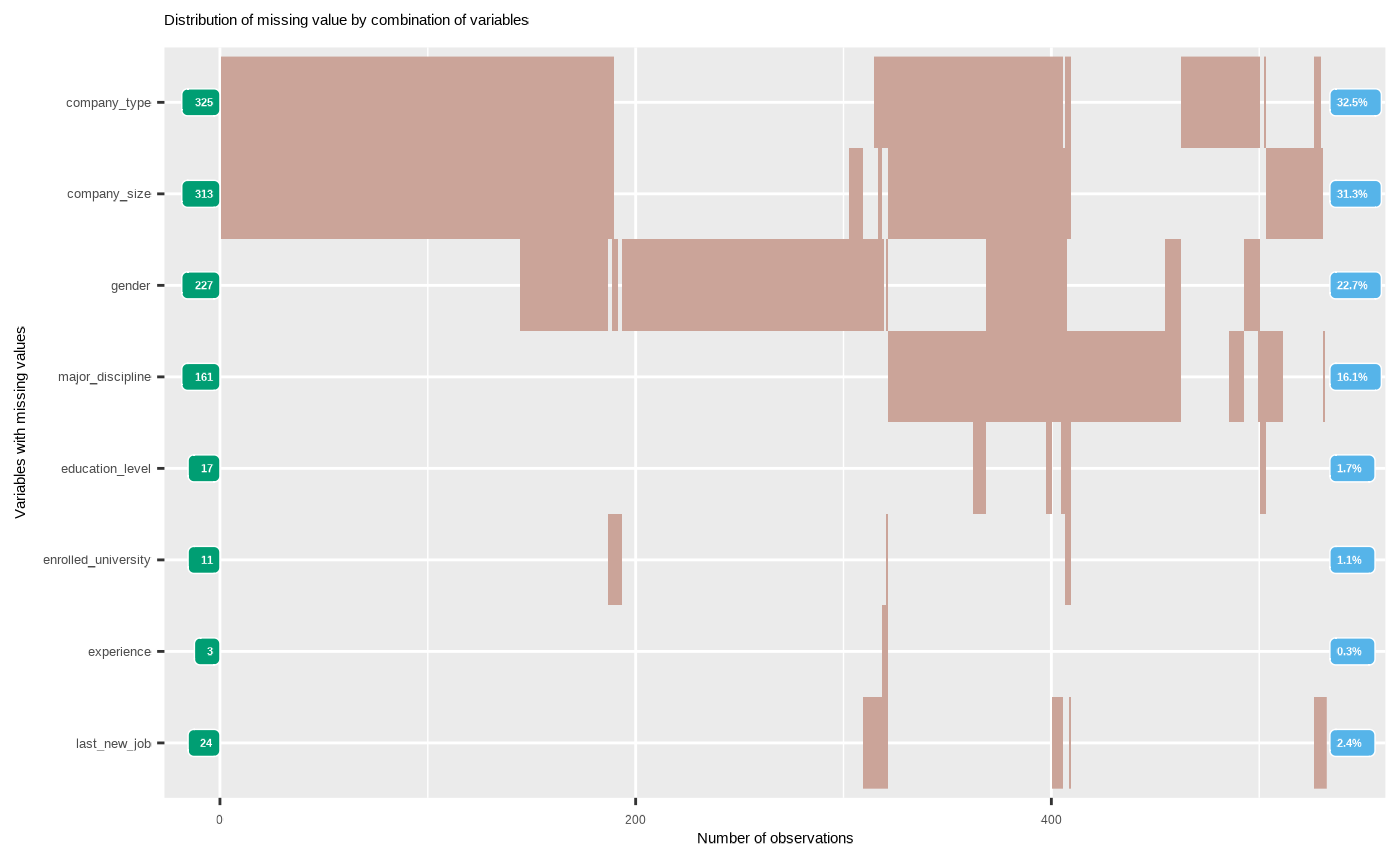 Distribution of missing value by combination of variables
company_type 325 32.5%
company_size 313 31.3%
gender 227 22.7%
major_discipline 161 16.1%
education_level 17 1.7%
enrolled_university 11 1.1%
experience 3 0.3%
last_new_job 24 2.4%
Variables with missing values
0 200 400
Number of observations